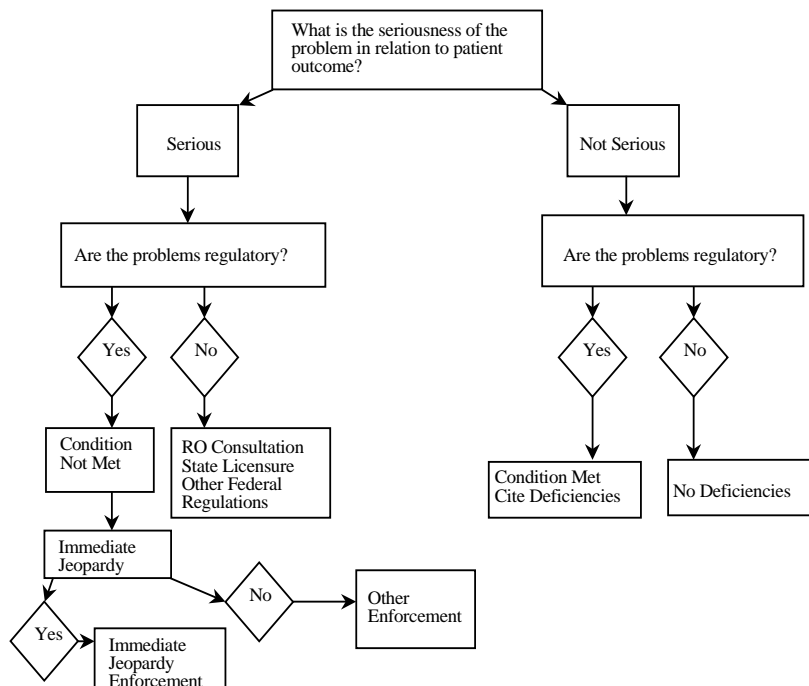 What is the seriousness of the
problem in relation to patient
outcome?
Serious
Not Serious
Are the problems regulatory?
Are the problems regulatory?
Yes
No
Yes
No
Condition
Not Met
RO Consultation
State Licensure
Other Federal
Regulations
Condition Met
Cite Deficiencies
No Deficiencies
Immediate
Jeopardy
Yes
No
Other
Enforcement
Immediate
Jeopardy
Enforcement